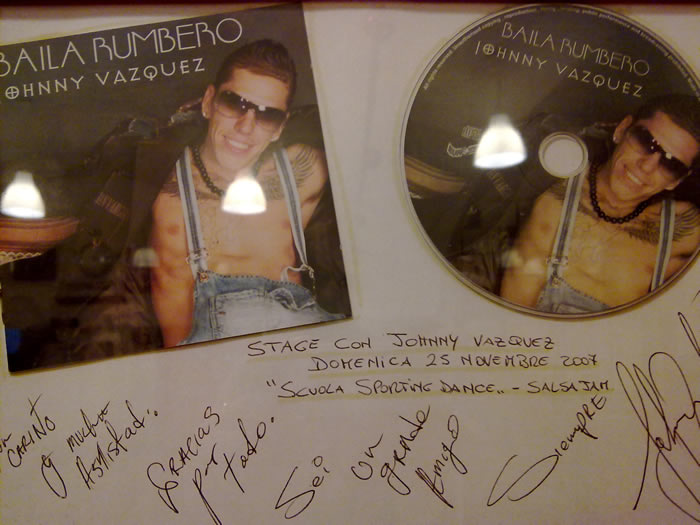 BAILA RUMBERO
JOHNNY VAZQUEZ
BAILA RUMBERO
JOHNNY VAZQUEZ
STAGE CON JOHNNY VAZQUEZ
DOMENICA 25 NOVEMBRE 2007
"SCUOLA SPORTING DANCE" - SALSAJAM
CARIÑO
y mucha
Amistad.
GRACIAS
por
todo.
Sei
un
grande
Amigo
Siempre